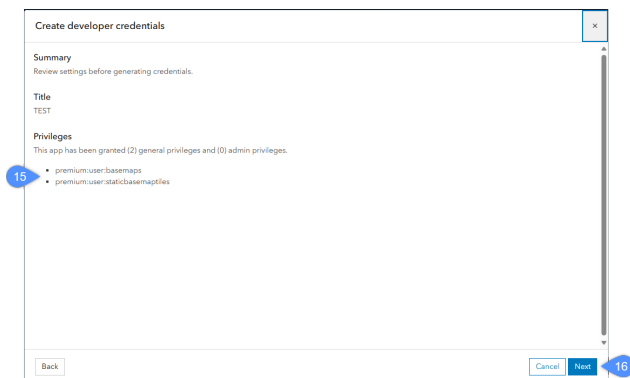 Create developer credentials
×
Summary
Review settings before generating credentials.
Title
TEST
Privileges
This app has been granted (2) general privileges and (0) admin privileges.
15
• premium:user:basemaps
• premium:user:staticbasemaptiles
Back
Cancel
Next
16